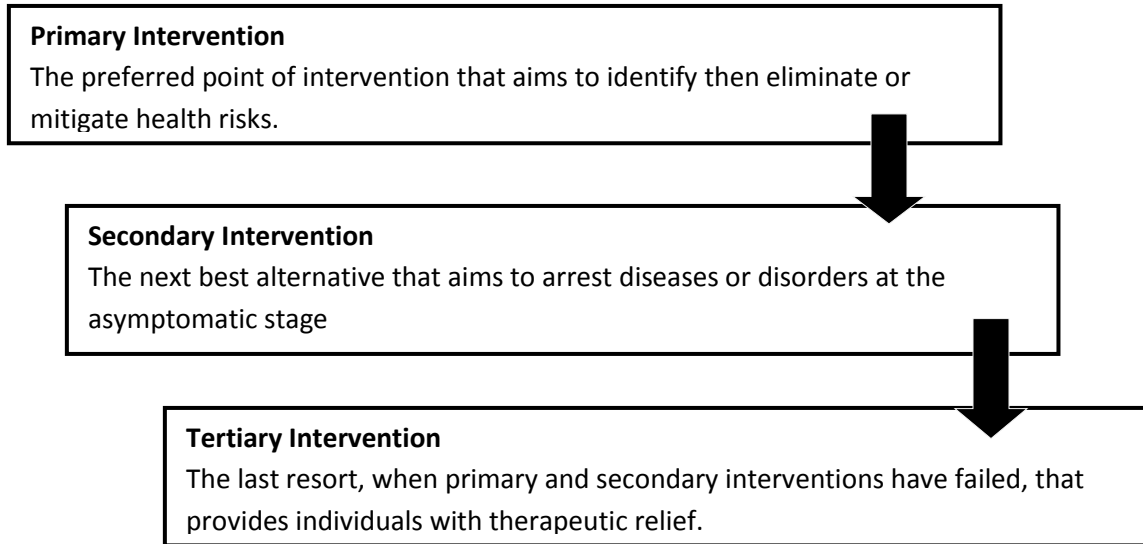 Primary Intervention
The preferred point of intervention that aims to identify then eliminate or
mitigate health risks.
Secondary Intervention
The next best alternative that aims to arrest diseases or disorders at the
asymptomatic stage
Tertiary Intervention
The last resort, when primary and secondary interventions have failed, that
provides individuals with therapeutic relief.